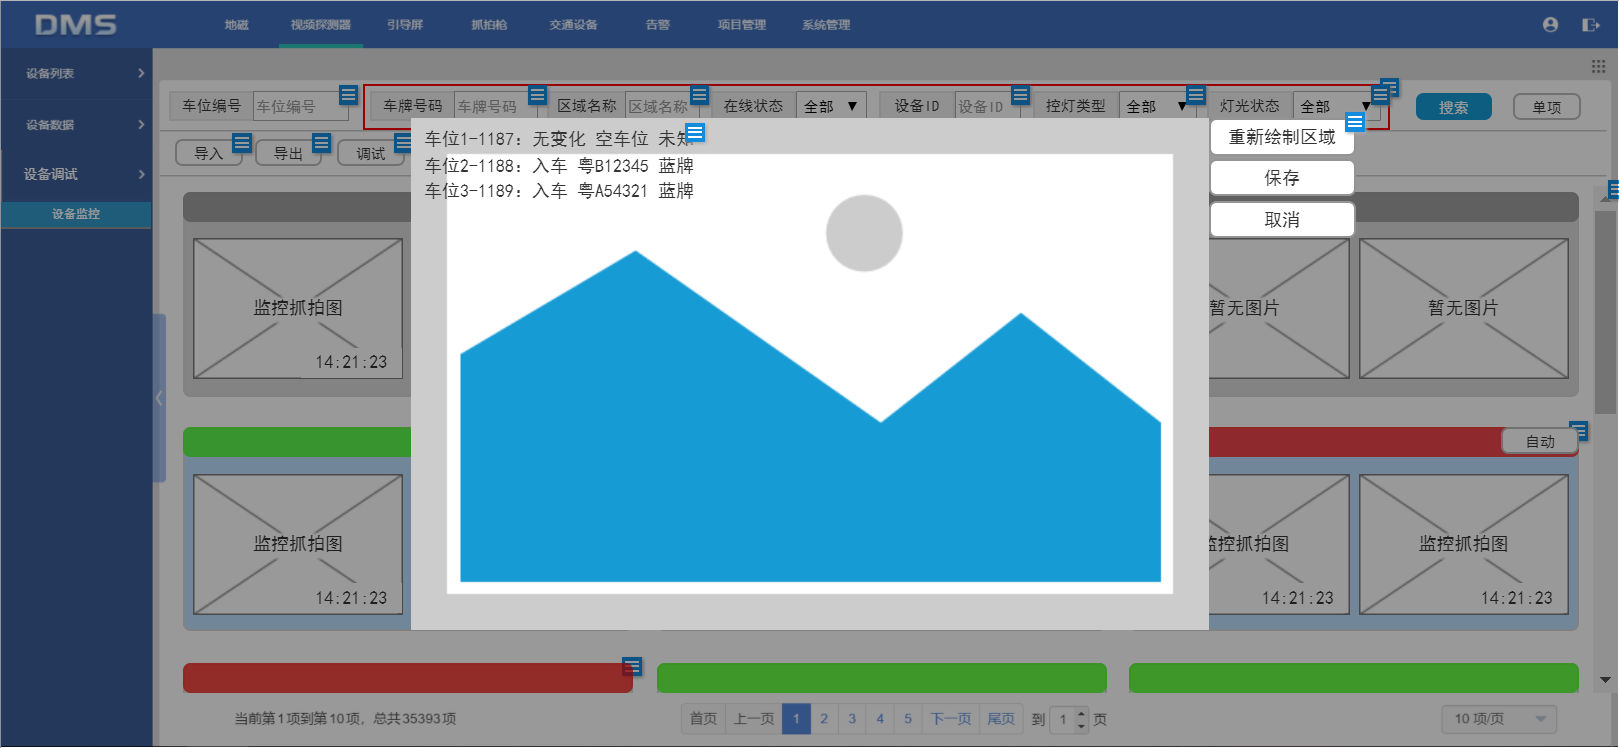 DMS 地磁 视频探测器 引导屏 抓拍枪 交通设备 告警 项目管理 系统管理
设备列表
设备数据
设备调试
设备监控
车位编号 车位编号 车牌号码 车牌号码 区域名称 区域名称 在线状态 全部 ▼ 设备ID 设备ID 控灯类型 全部 ▼ 灯光状态 全部 ▼ 搜索 单项
导入 导出 调试
车位1-1187: 无变化 空车位 未知
车位2-1188: 入车 粤B12345 蓝牌
车位3-1189: 入车 粤A54321 蓝牌
重新绘制区域
保存
取消
监控抓拍图
14:21:23
暂无图片
暂无图片
自动
监控抓拍图
14:21:23
监控抓拍图
14:21:23
监控抓拍图
14:21:23
当前第1项到第10项，总共35393项 首页 上一页 1 2 3 4 5 下一页 尾页 到 1 页 10 项/页